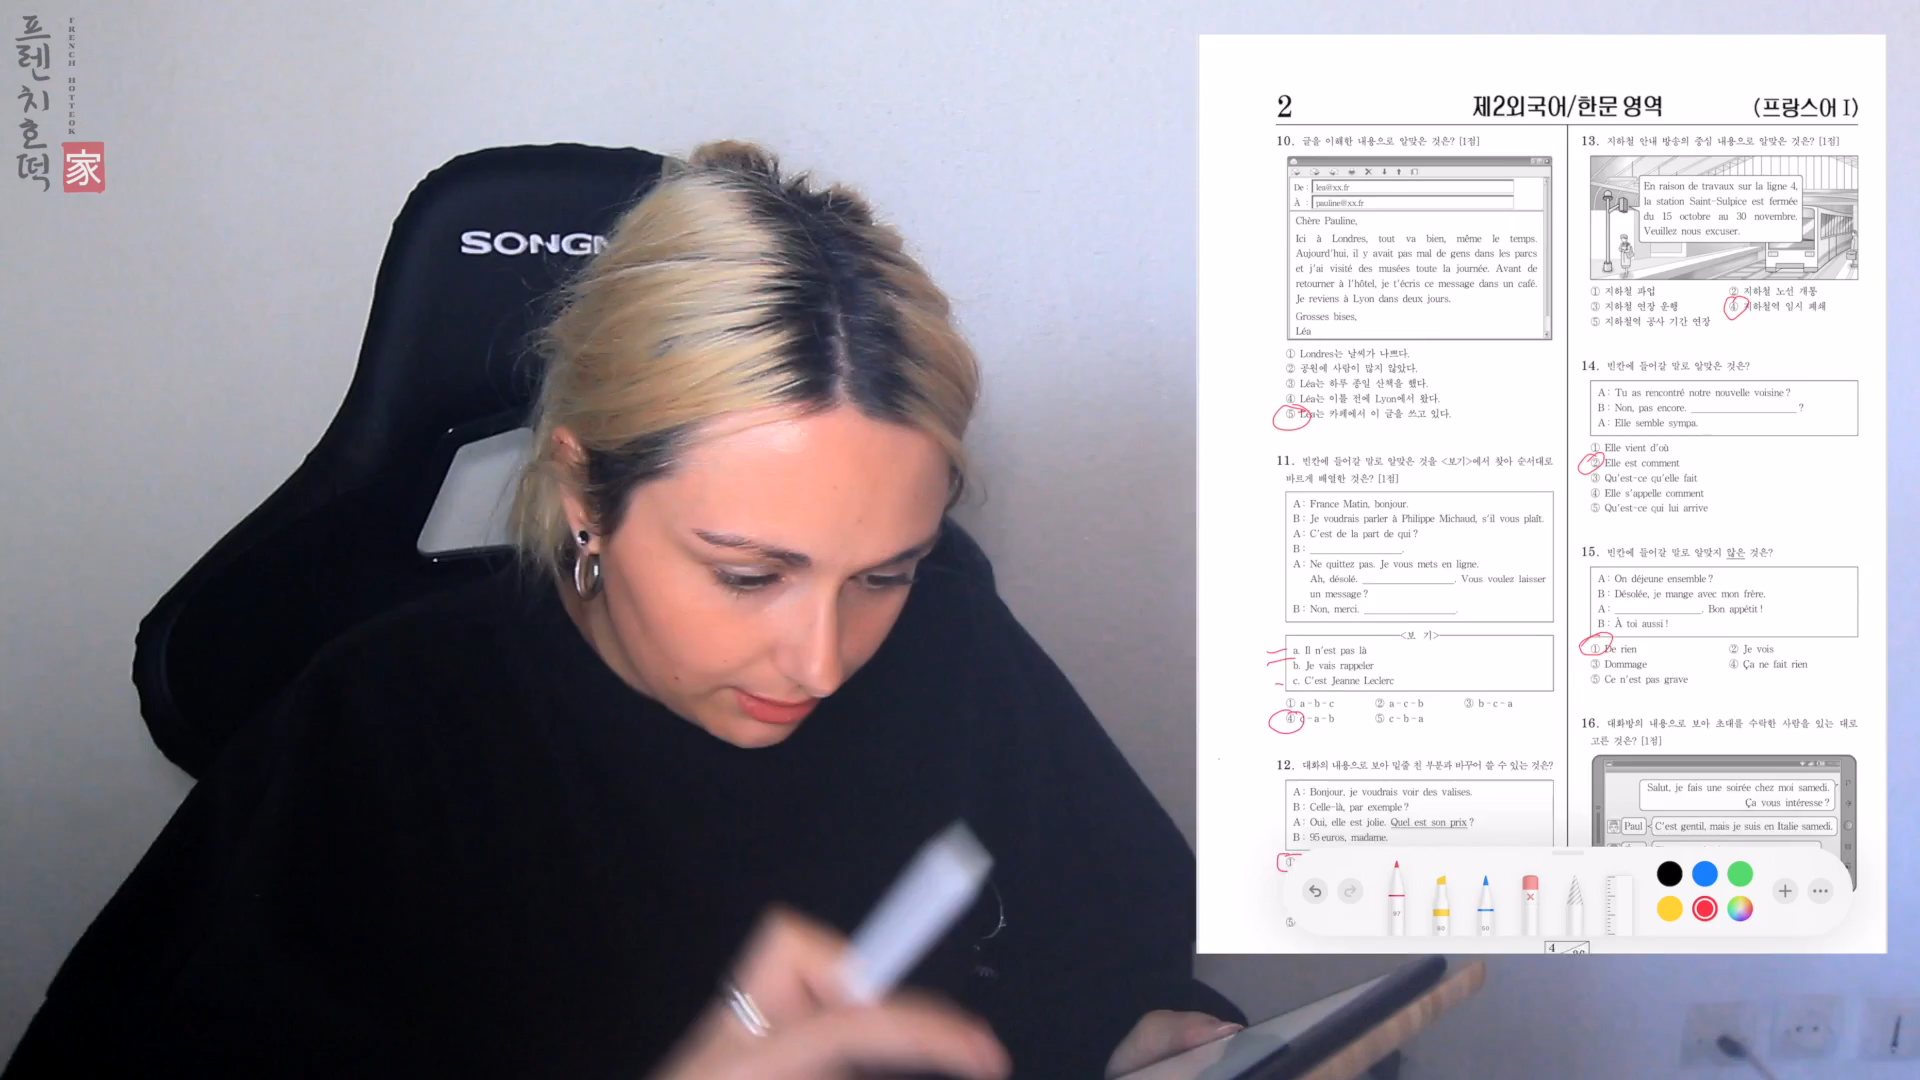 프렌치호떡
FRENCH HOTTEOK
家
SONGM
2
제2외국어/한문 영역
(프랑스어 I)
10. 글을 이해한 내용으로 알맞은 것은? [1점]
De : lea@xx.fr
À : pauline@xx.fr
Chère Pauline,
Ici à Londres, tout va bien, même le temps.
Aujourd'hui, il y avait pas mal de gens dans les parcs
et j'ai visité des musées toute la journée. Avant de
retourner à l'hôtel, je t'écris ce message dans un café.
Je reviens à Lyon dans deux jours.
Grosses bises,
Léa
① Londres는 날씨가 나쁘다.
② 공원에 사람이 많지 않았다.
③ Léa는 하루 종일 산책을 했다.
④ Léa는 이틀 전에 Lyon에서 왔다.
⑤ Léa는 카페에서 이 글을 쓰고 있다.
11. 빈칸에 들어갈 말로 알맞은 것을 <보기>에서 찾아 순서대로
바르게 배열한 것은? [1점]
A : France Matin, bonjour.
B : Je voudrais parler à Philippe Michaud, s'il vous plaît.
A : C'est de la part de qui ?
B : ____________.
A : Ne quittez pas. Je vous mets en ligne.
Ah, désolé. ____________. Vous voulez laisser
un message ?
B : Non, merci. ____________.
<보 기>
a. Il n'est pas là
b. Je vais rappeler
c. C'est Jeanne Leclerc
① a - b - c ② a - c - b ③ b - c - a
④ c - a - b ⑤ c - b - a
12. 대화의 내용으로 보아 밑줄 친 부분과 바꾸어 쓸 수 있는 것은?
A : Bonjour, je voudrais voir des valises.
B : Celle-là, par exemple ?
A : Oui, elle est jolie. Quel est son prix ?
B : 95 euros, madame.
①
⑤
13. 지하철 안내 방송의 중심 내용으로 알맞은 것은? [1점]
En raison de travaux sur la ligne 4,
la station Saint-Sulpice est fermée
du 15 octobre au 30 novembre.
Veuillez nous excuser.
① 지하철 파업 ② 지하철 노선 개통
③ 지하철 연장 운행 ④ 지하철역 임시 폐쇄
⑤ 지하철역 공사 기간 연장
14. 빈칸에 들어갈 말로 알맞은 것은?
A : Tu as rencontré notre nouvelle voisine ?
B : Non, pas encore. ____________ ?
A : Elle semble sympa.
① Elle vient d'où
② Elle est comment
③ Qu'est-ce qu'elle fait
④ Elle s'appelle comment
⑤ Qu'est-ce qui lui arrive
15. 빈칸에 들어갈 말로 알맞지 않은 것은?
A : On déjeune ensemble ?
B : Désolée, je mange avec mon frère.
A : ____________. Bon appétit !
B : À toi aussi !
① De rien ② Je vois
③ Dommage ④ Ça ne fait rien
⑤ Ce n'est pas grave
16. 대화방의 내용으로 보아 초대를 수락한 사람을 있는 대로
고른 것은? [1점]
Salut, je fais une soirée chez moi samedi.
Ça vous intéresse ?
Paul C'est gentil, mais je suis en Italie samedi.
97
80
50
4